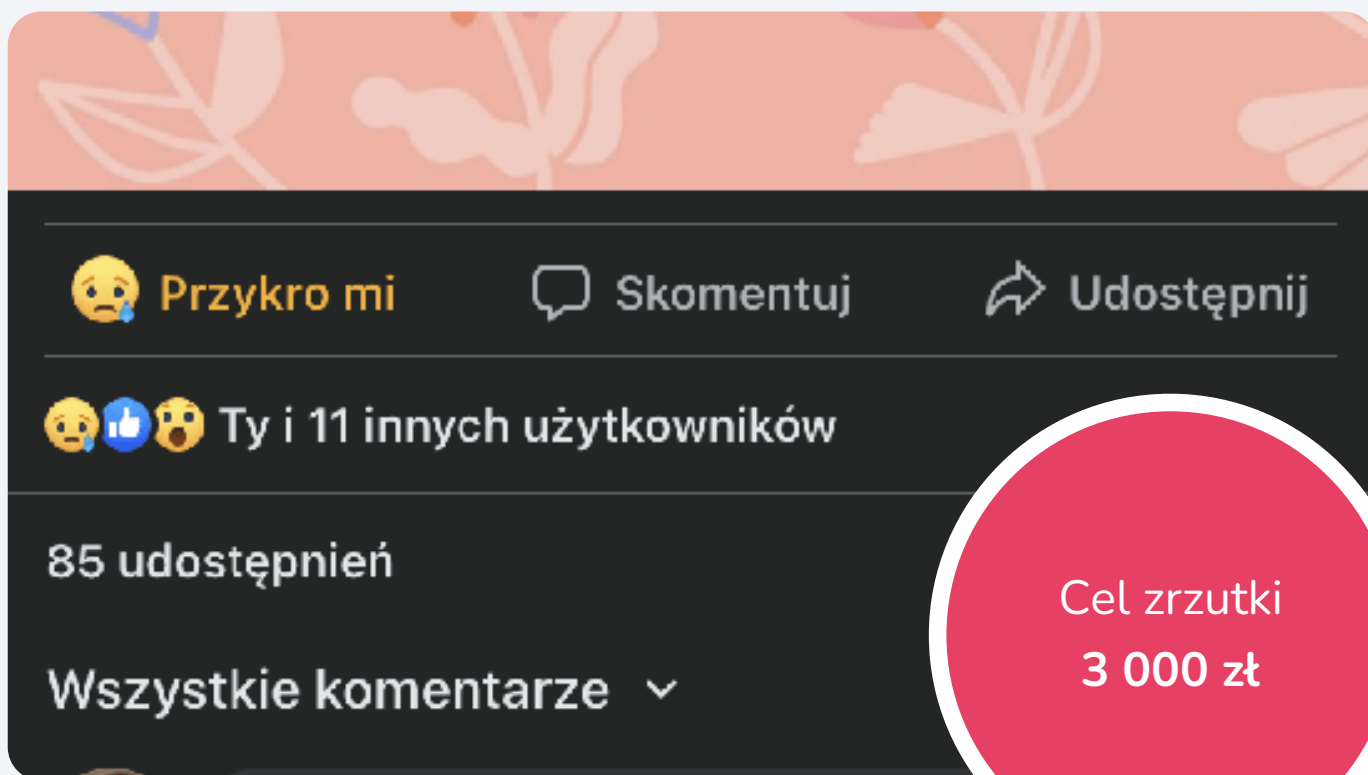 Przykro mi
Skomentuj
Udostępnij
Ty i 11 innych użytkowników
85 udostępnień
Wszystkie komentarze
Cel zrzutki
3 000 zł